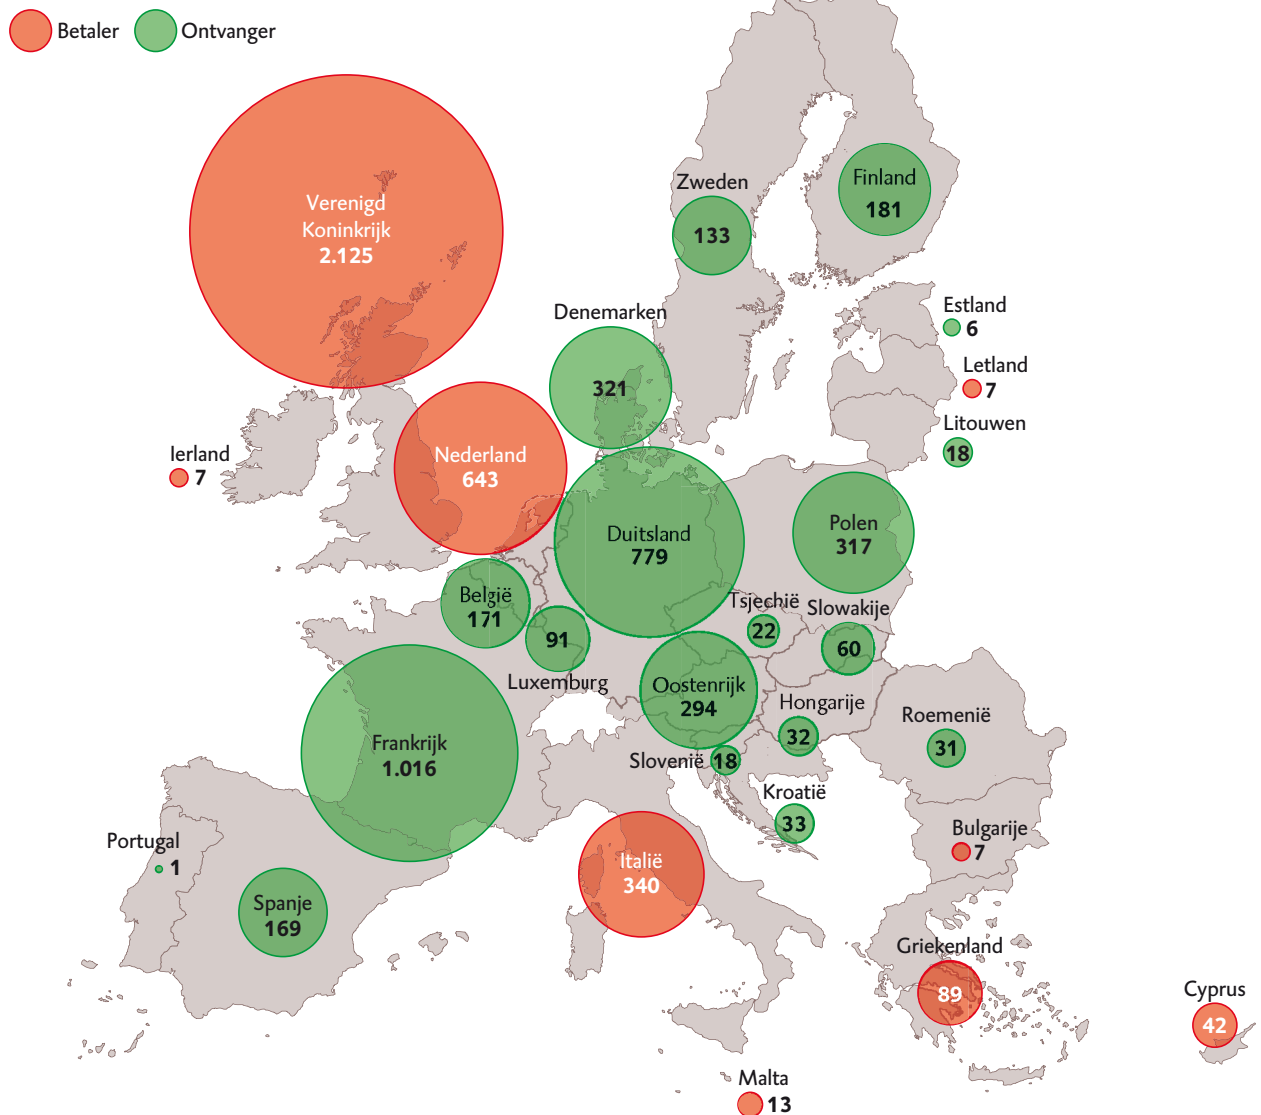 Betaler
Ontvanger
Verenigd
Koninkrijk
2.125
Zweden
133
Finland
181
Denemarken
321
Estland
6
Letland
7
Litouwen
18
Ierland
7
Nederland
643
Duitsland
779
Polen
317
België
171
91
Luxemburg
Tsjechië
22
Slowakije
60
Oostenrijk
294
Hongarije
32
Roemenië
31
Frankrijk
1.016
Slovenië
18
Kroatië
33
Portugal
1
Spanje
169
Italië
340
Bulgarije
7
Griekenland
89
Cyprus
42
Malta
13